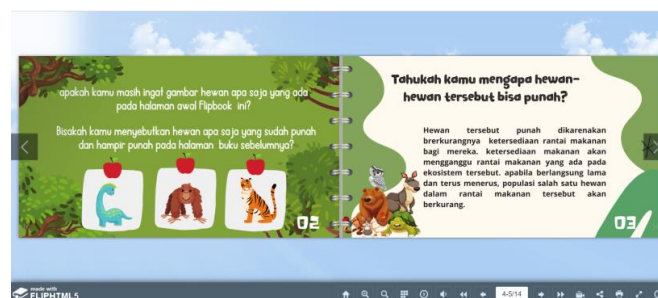 apakah kamu masih ingat gambar hewan apa saja yang ada
pada halaman awal Flipbook ini?
Bisakah kamu menyebutkan hewan apa saja yang sudah punah
dan hampir punah pada halaman buku sebelumnya?
02
Tahukah kamu mengapa hewan-
hewan tersebut bisa punah?
Hewan tersebut punah dikarenakan
brerkurangnya ketersediaan rantai makanan
bagi mereka. ketersediaan makanan akan
mengganggu rantai makanan yang ada pada
ekosistem tersebut. apabila berlangsung lama
dan terus menerus, populasi salah satu hewan
dalam rantai makanan tersebut akan
berkurang.
03
made with
FLIPHTML5
4-5/14